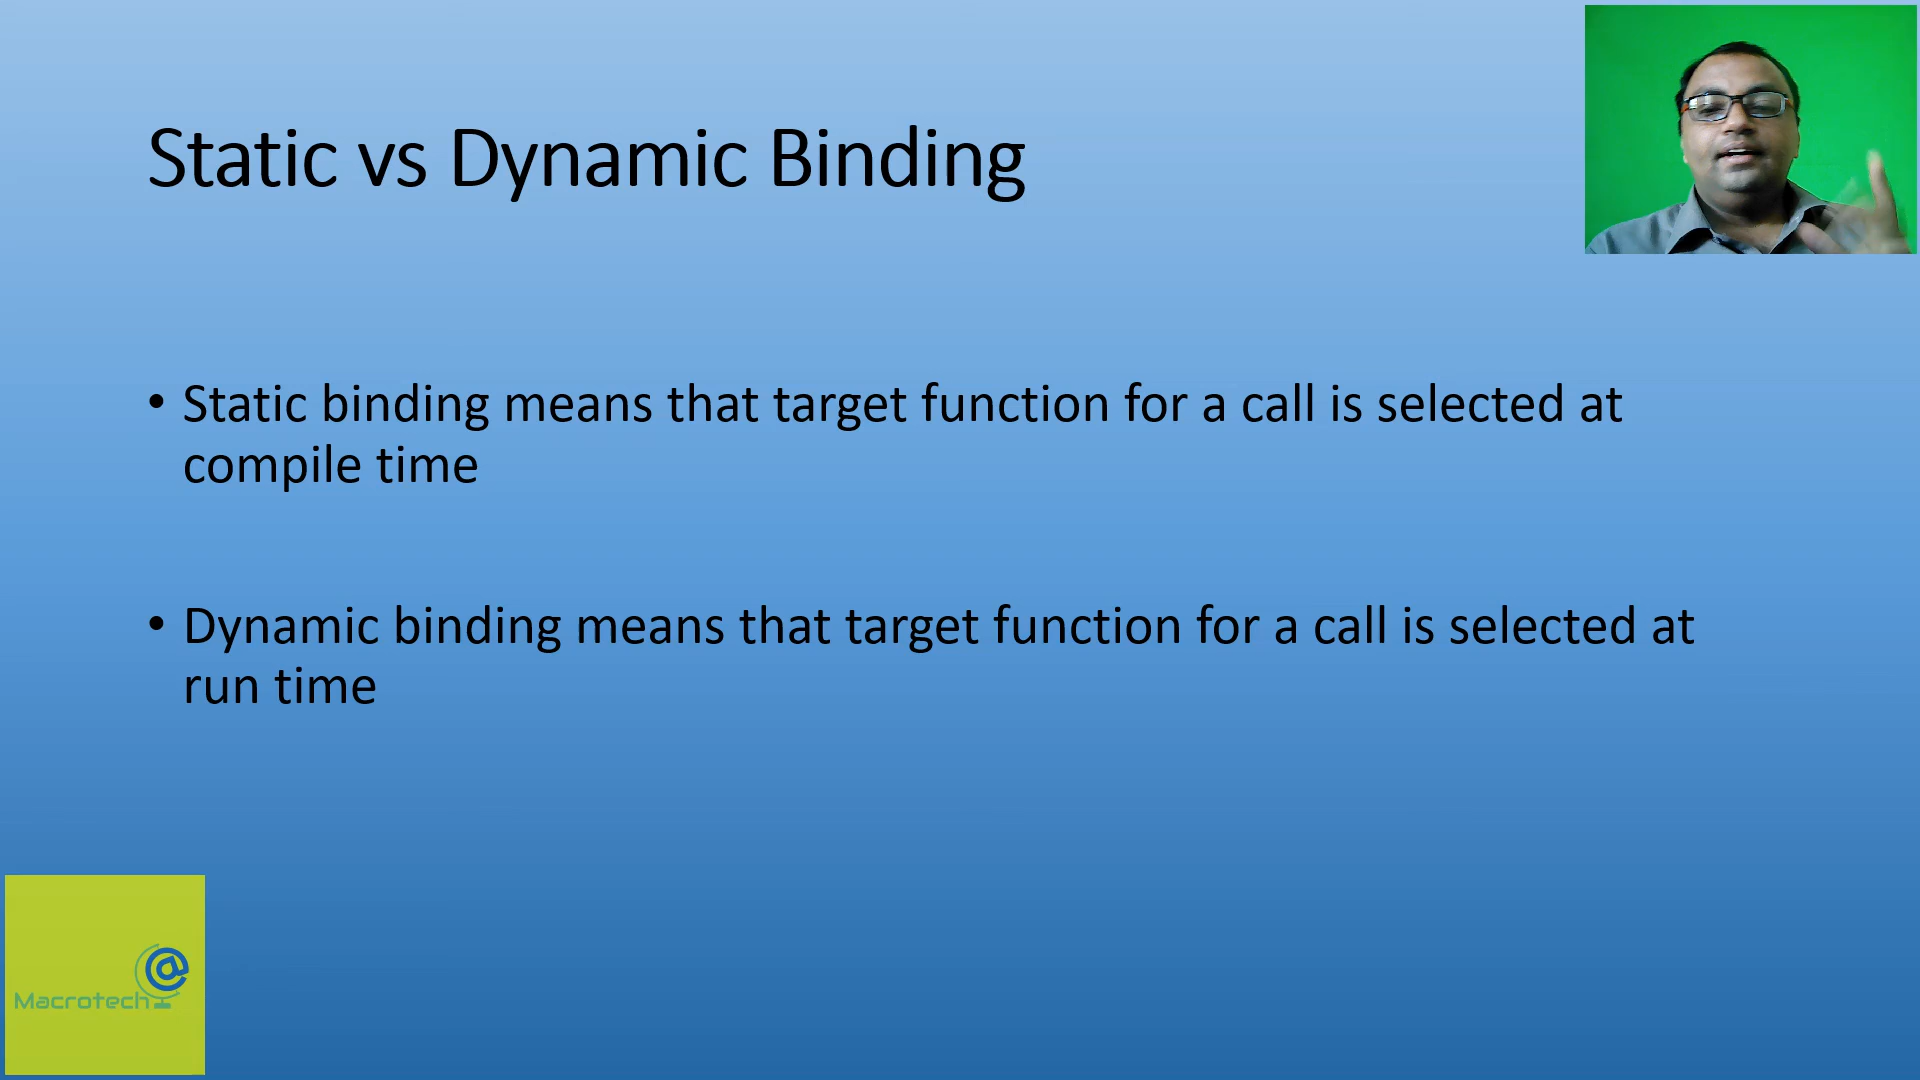 Static vs Dynamic Binding
• Static binding means that target function for a call is selected at
compile time
• Dynamic binding means that target function for a call is selected at
run time
@
Macrotech